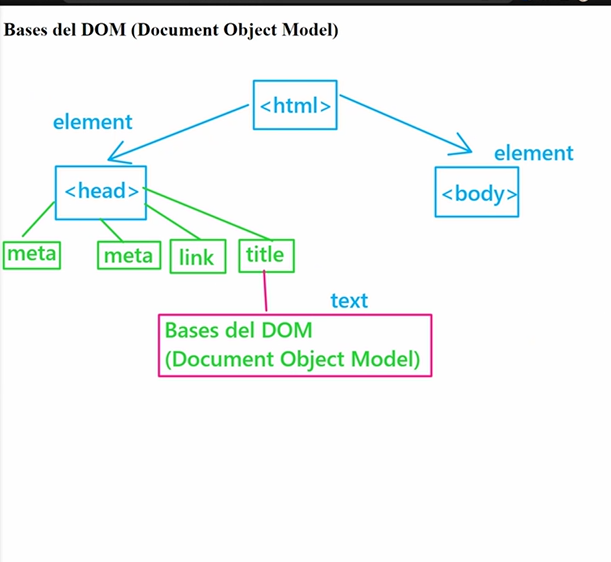 Bases del DOM (Document Object Model)
<html>
element
element
<head>
<body>
meta
meta
link
title
text
Bases del DOM
(Document Object Model)